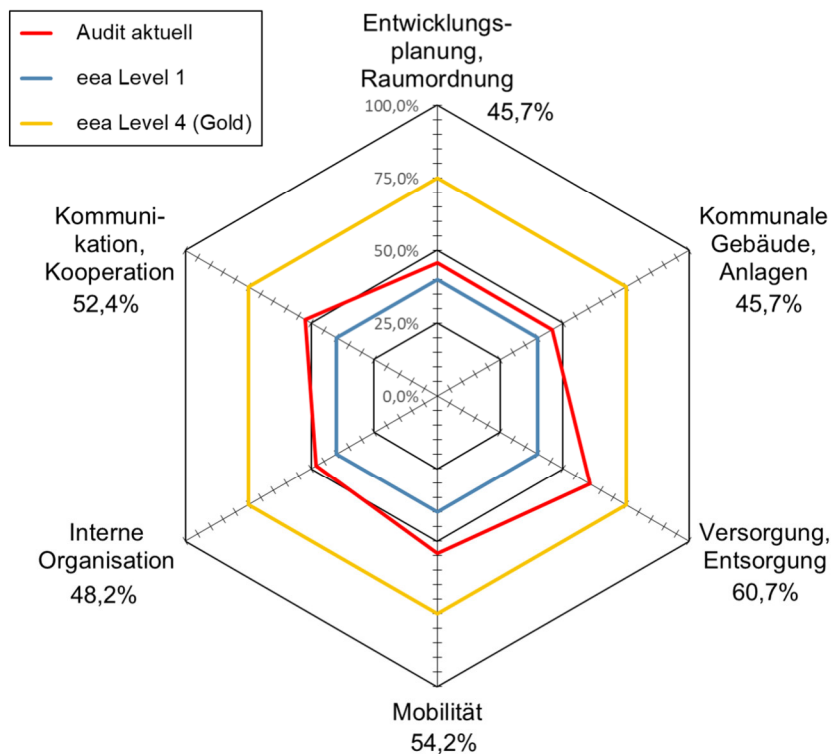 Audit aktuell
eea Level 1
eea Level 4 (Gold)
Entwicklungs-
planung,
Raumordnung
45,7%
100,0%
75,0%
50,0%
25,0%
0,0%
Kommunale
Gebäude,
Anlagen
45,7%
Versorgung,
Entsorgung
60,7%
Mobilität
54,2%
Interne
Organisation
48,2%
Kommuni-
kation,
Kooperation
52,4%